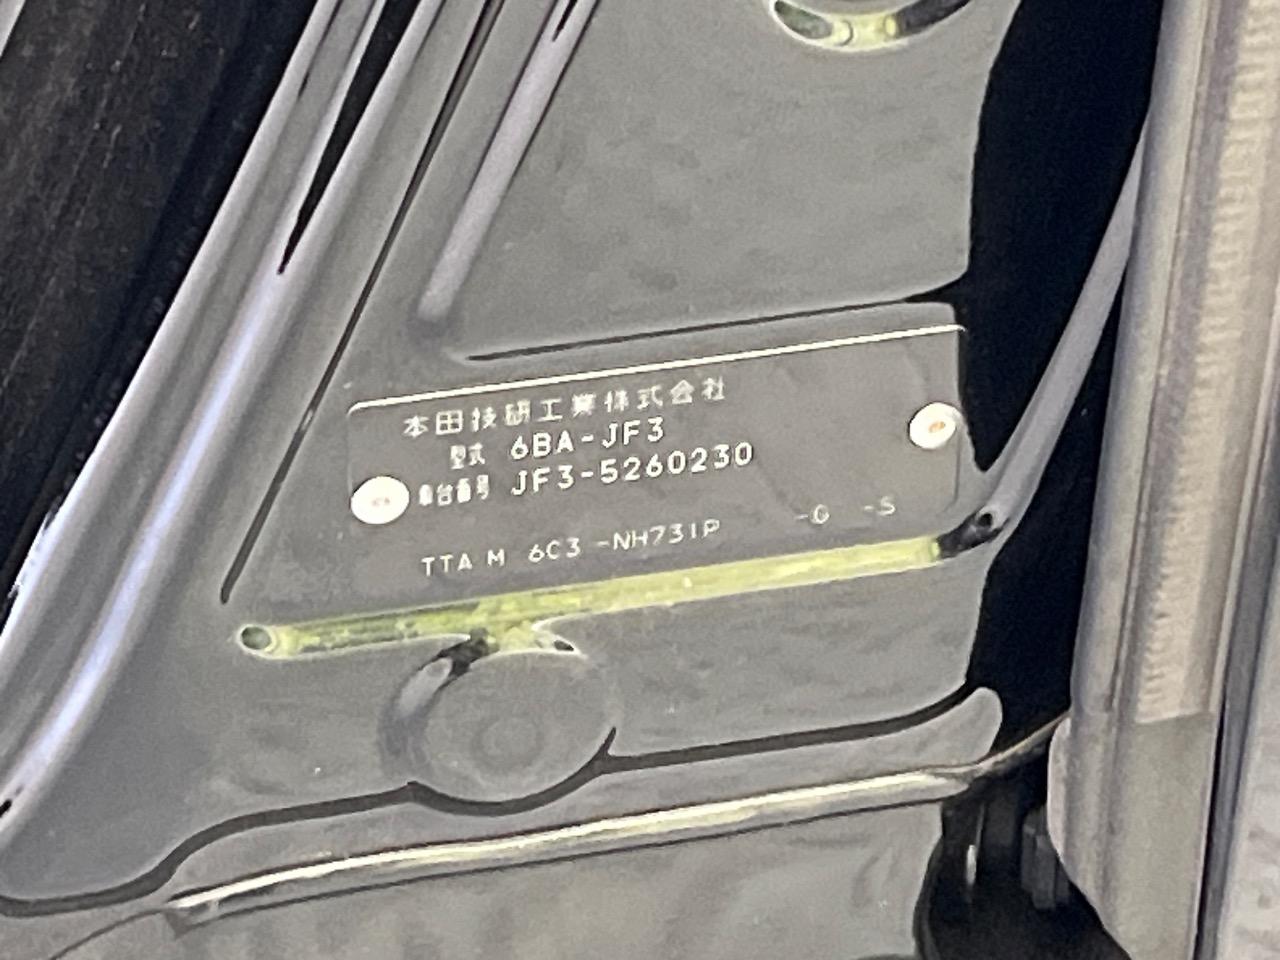 本田技研工業株式会社
型式 6BA-JF3
車台番号 JF3-5260230
TTA M 6C3 -NH731P -G -S